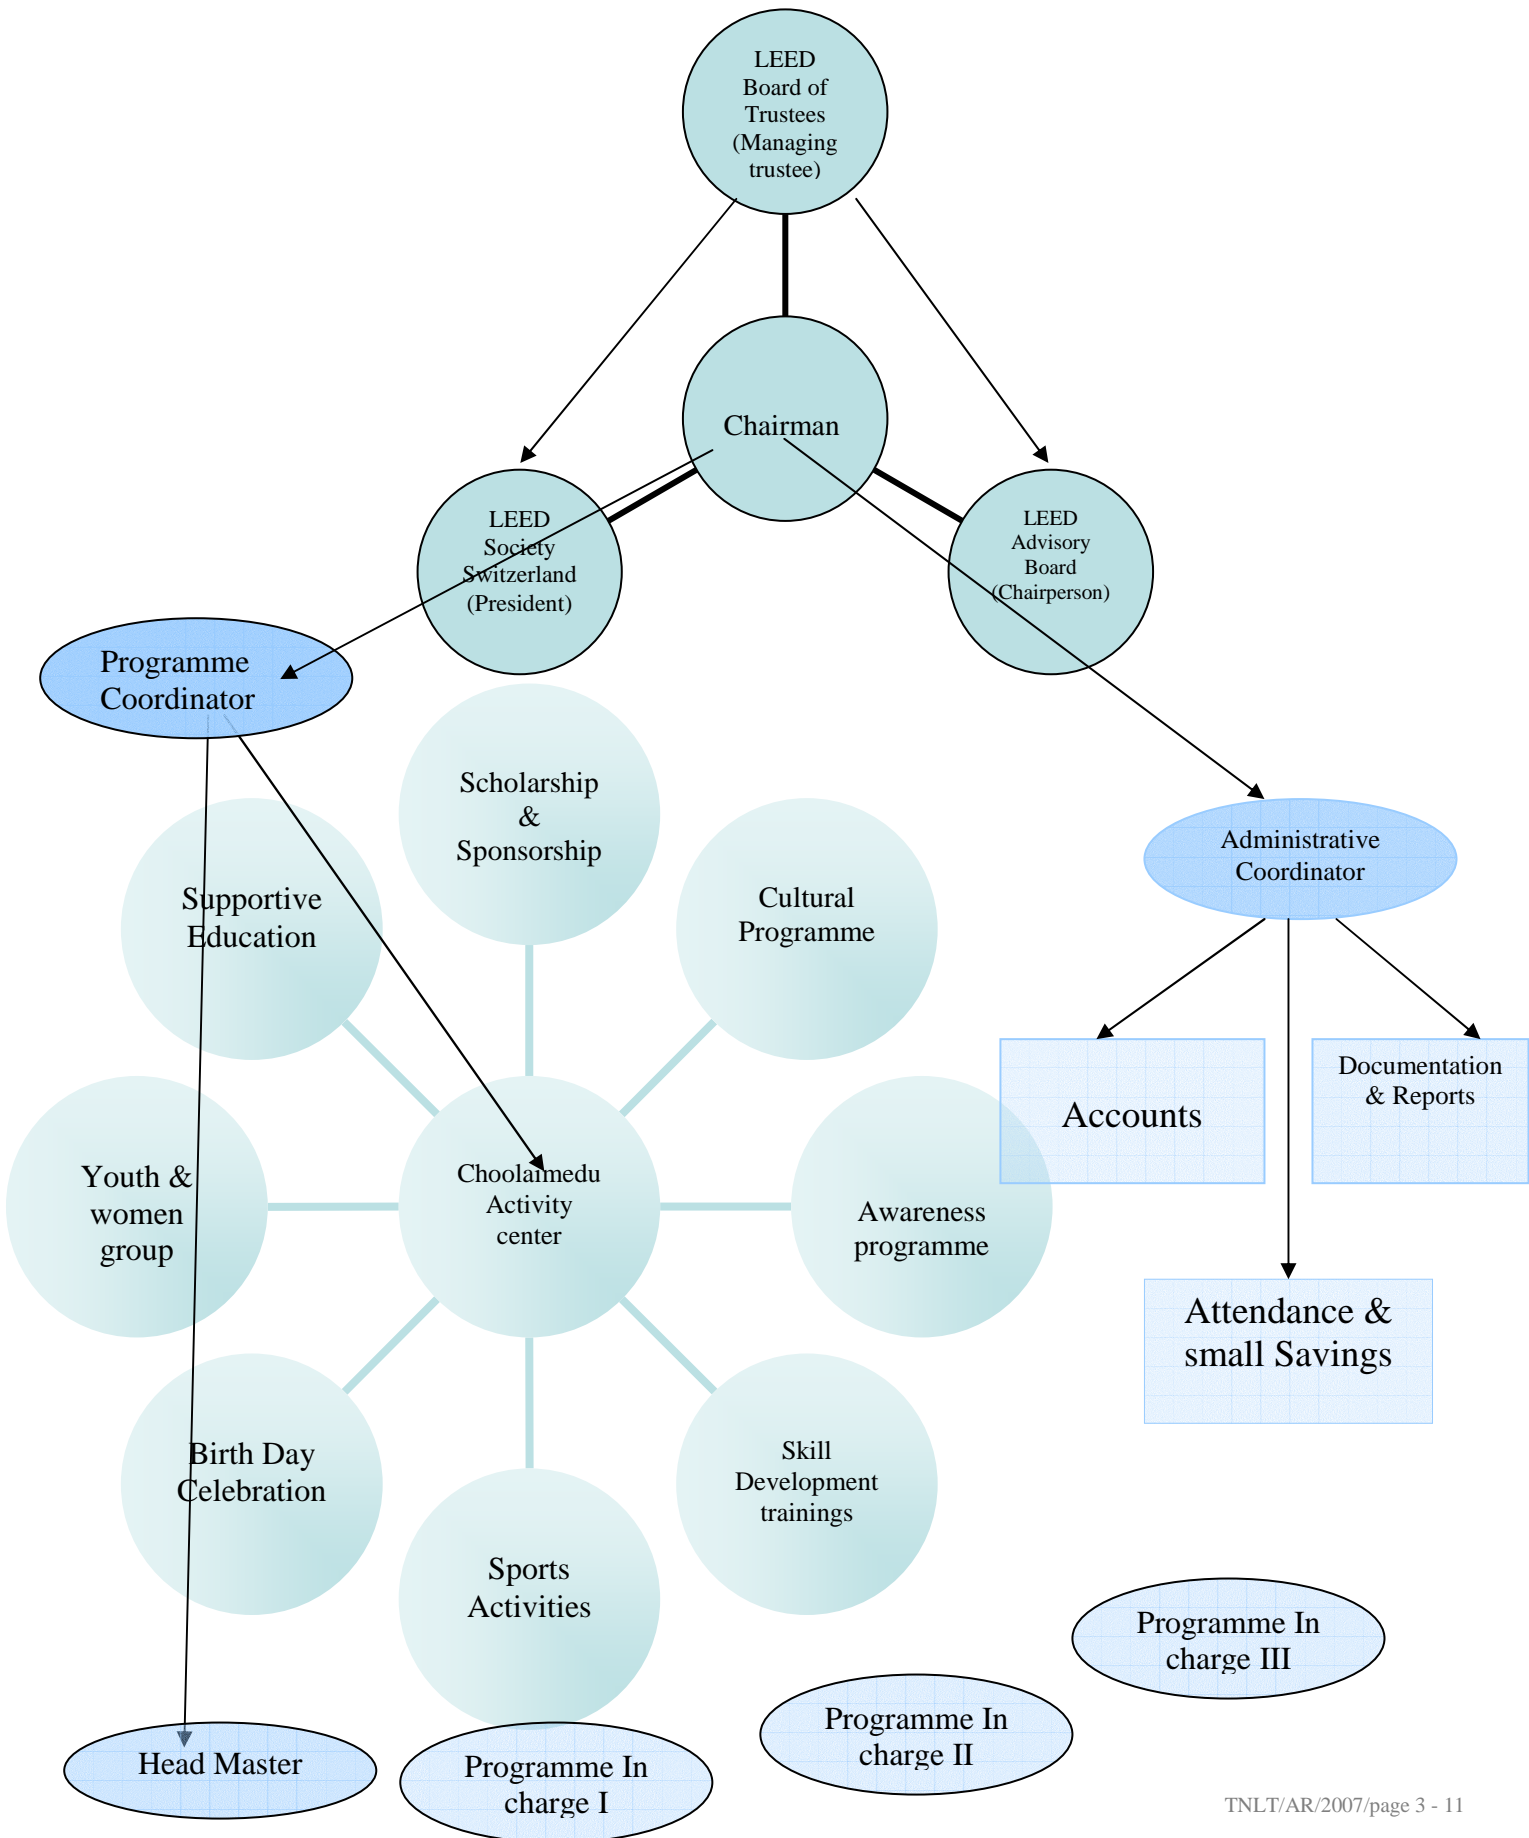 LEED
Board of
Trustees
(Managing
trustee)
Chairman
LEED
Society
Switzerland
(President)
LEED
Advisory
Board
(Chairperson)
Programme
Coordinator
Scholarship
&
Sponsorship
Administrative
Coordinator
Supportive
Education
Cultural
Programme
Accounts
Documentation
& Reports
Youth &
women
group
Choolaimedu
Activity
center
Awareness
programme
Attendance &
small Savings
Birth Day
Celebration
Skill
Development
trainings
Sports
Activities
Programme In
charge III
Programme In
charge II
Head Master
Programme In
charge I
TNLT/AR/2007/page 3 - 11